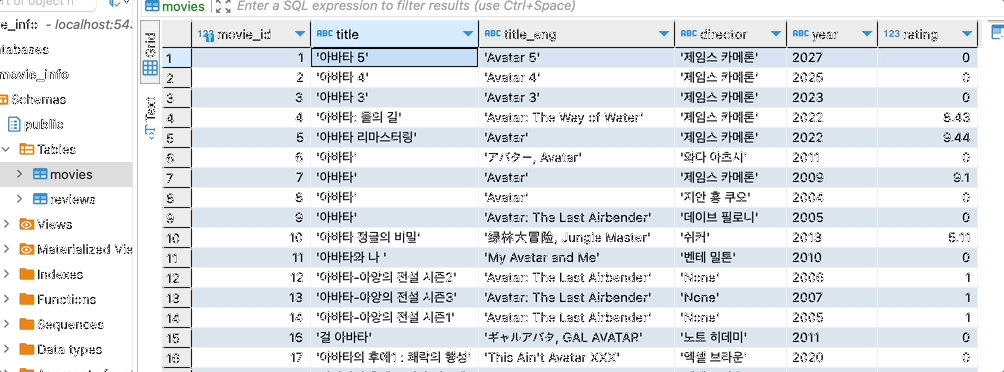 movies Enter a SQL expression to filter results (use Ctrl+Space)
- localhost:543
movie_info
Schemas
public
Tables
movies
reviews
Views
Materialized Vie
Indexes
Functions
Sequences
Data types
Grid
Text
123 movie_id ABC title ABC title_eng ABC director ABC year 123 rating
1 1 '아바타 5' 'Avatar 5' '제임스 카메론' 2027 0
2 2 '아바타 4' 'Avatar 4' '제임스 카메론' 2025 0
3 3 '아바타 3' 'Avatar 3' '제임스 카메론' 2023 0
4 4 '아바타: 물의 길' 'Avatar: The Way of Water' '제임스 카메론' 2022 8.43
5 5 '아바타 리마스터링' 'Avatar' '제임스 카메론' 2022 9.44
6 6 '아바타' 'アバター, Avatar' '와다 아츠시' 2011 0
7 7 '아바타' 'Avatar' '제임스 카메론' 2009 9.1
8 8 '아바타' 'Avatar' '지안 홍 쿠오' 2004 0
9 9 '아바타' 'Avatar: The Last Airbender' '데이브 필로니' 2005 0
10 10 '아바타 정글의 비밀' '緑林大冒險, Jungle Master' '쉬커' 2013 5.11
11 11 '아바타와 나 ' 'My Avatar and Me' '벤테 밀톤' 2010 0
12 12 '아바타-아앙의 전설 시즌2' 'Avatar: The Last Airbender' 'None' 2006 1
13 13 '아바타-아앙의 전설 시즌3' 'Avatar: The Last Airbender' 'None' 2007 1
14 14 '아바타-아앙의 전설 시즌1' 'Avatar: The Last Airbender' 'None' 2005 1
15 16 '걸 아바타' 'ギャルアバタ, GAL AVATAR' '노토 히데미' 2011 0
16 17 '아바타의 후예1 : 쾌락의 행성' 'This Ain't Avatar XXX' '엑셀 브라운' 2020 0